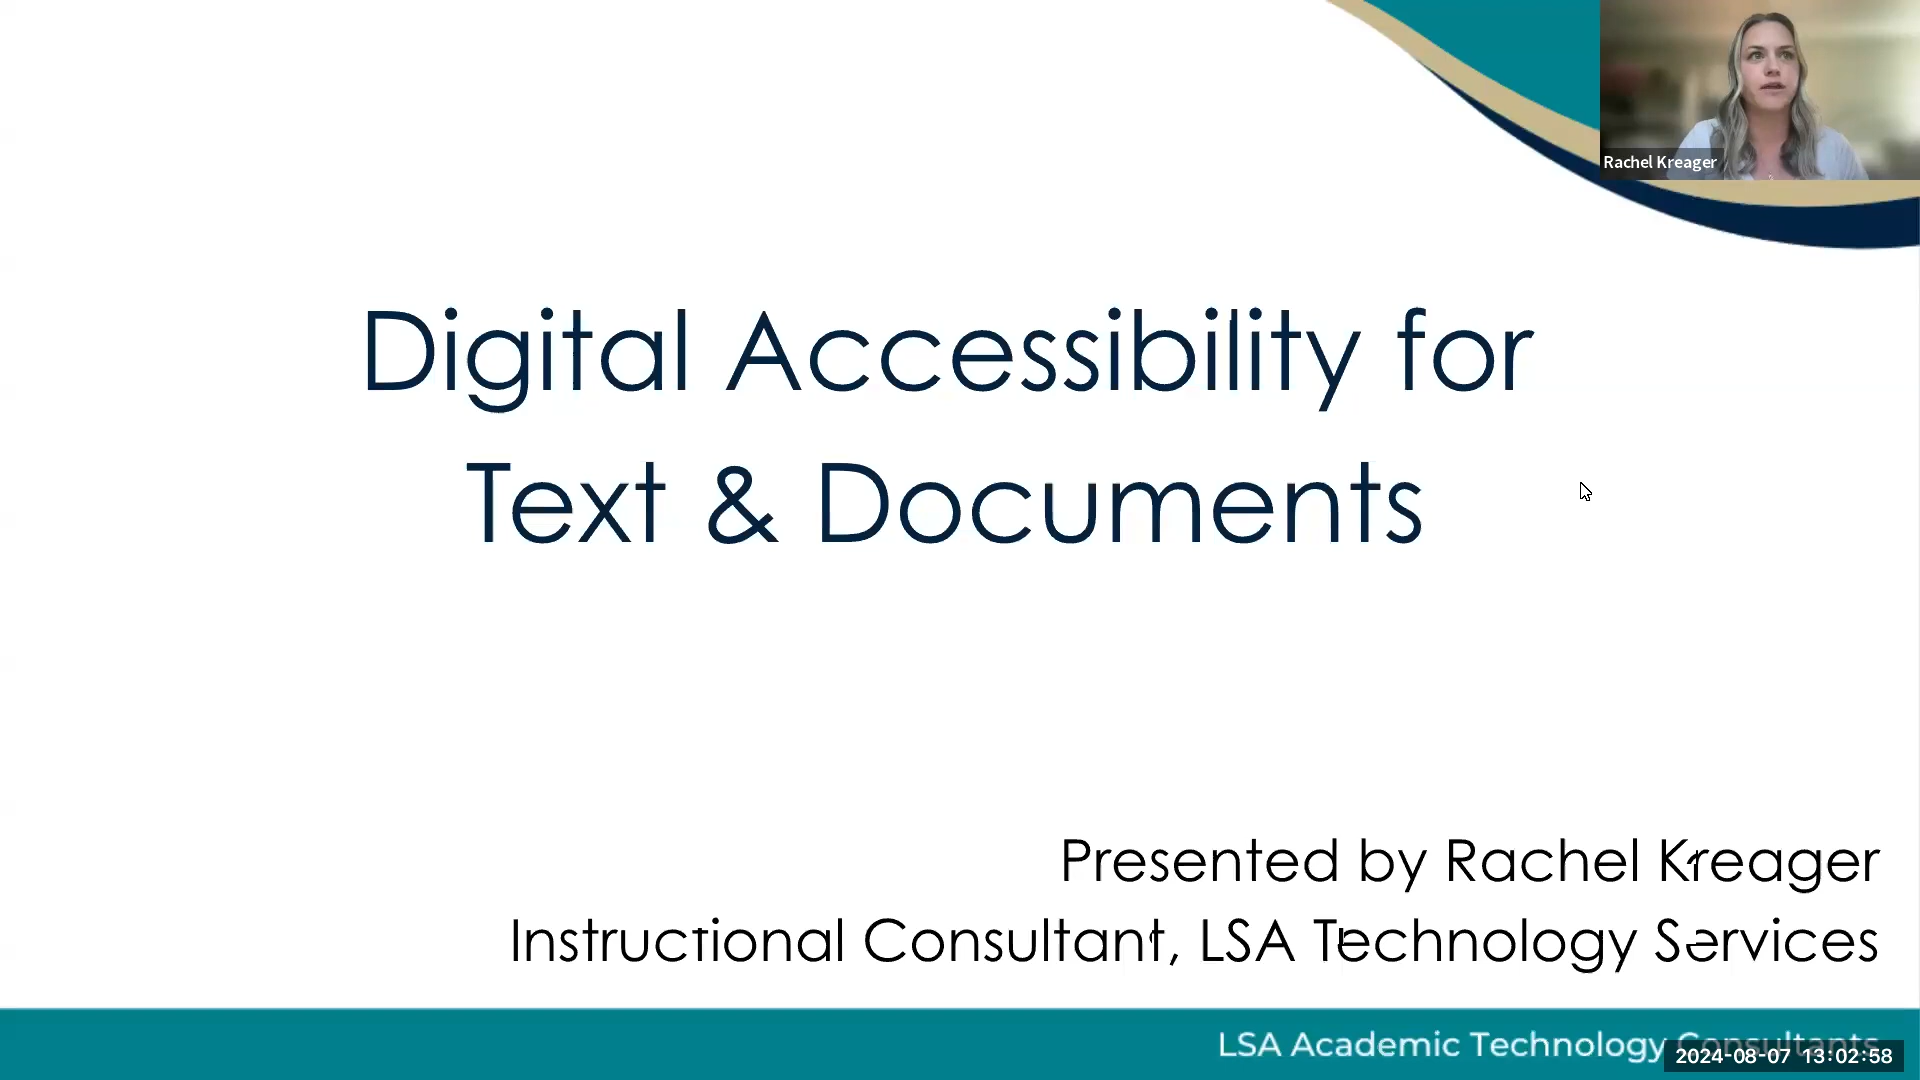 Rachel Kreager
Digital Accessibility for
Text & Documents
Presented by Rachel Kreager
Instructional Consultant, LSA Technology Services
LSA Academic Technology Consultants
2024-08-07 13:02:58